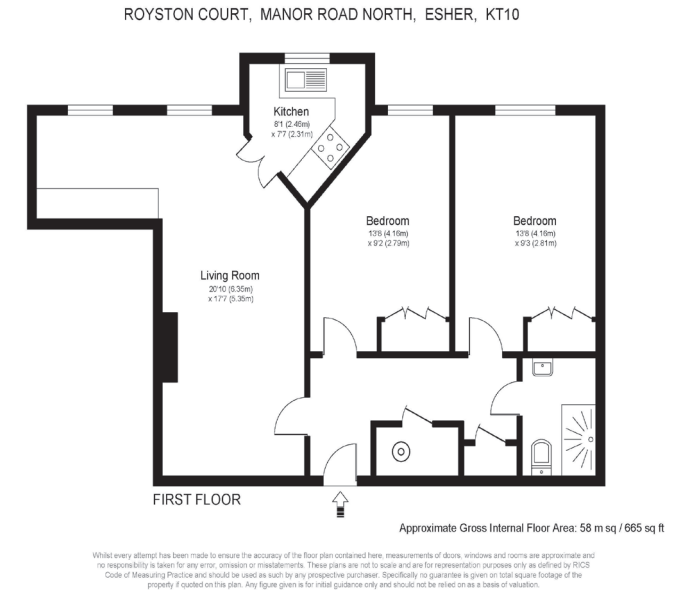 ROYSTON COURT, MANOR ROAD NORTH, ESHER, KT10
Kitchen
8'1 (2.46m)
x 7'7 (2.31m)
Bedroom
13'8 (4.16m)
x 9'2 (2.79m)
Bedroom
13'8 (4.16m)
x 9'3 (2.81m)
Living Room
20'10 (6.35m)
x 17'7 (5.35m)
FIRST FLOOR
Approximate Gross Internal Floor Area: 58 m sq / 665 sq ft
Whilst every attempt has been made to ensure the accuracy of the floor plan contained here, measurements of doors, windows and rooms are approximate and
no responsibility is taken for any error, omission or misstatements. These plans are not to scale and are for representation purposes only as defined by RICS
Code of Measuring Practice and should be used as such by any prospective purchaser. Specifically no guarantee is given on total square footage of the
property if quoted on this plan. Any figure given is for initial guidance only and should not be relied on as a basis of valuation.